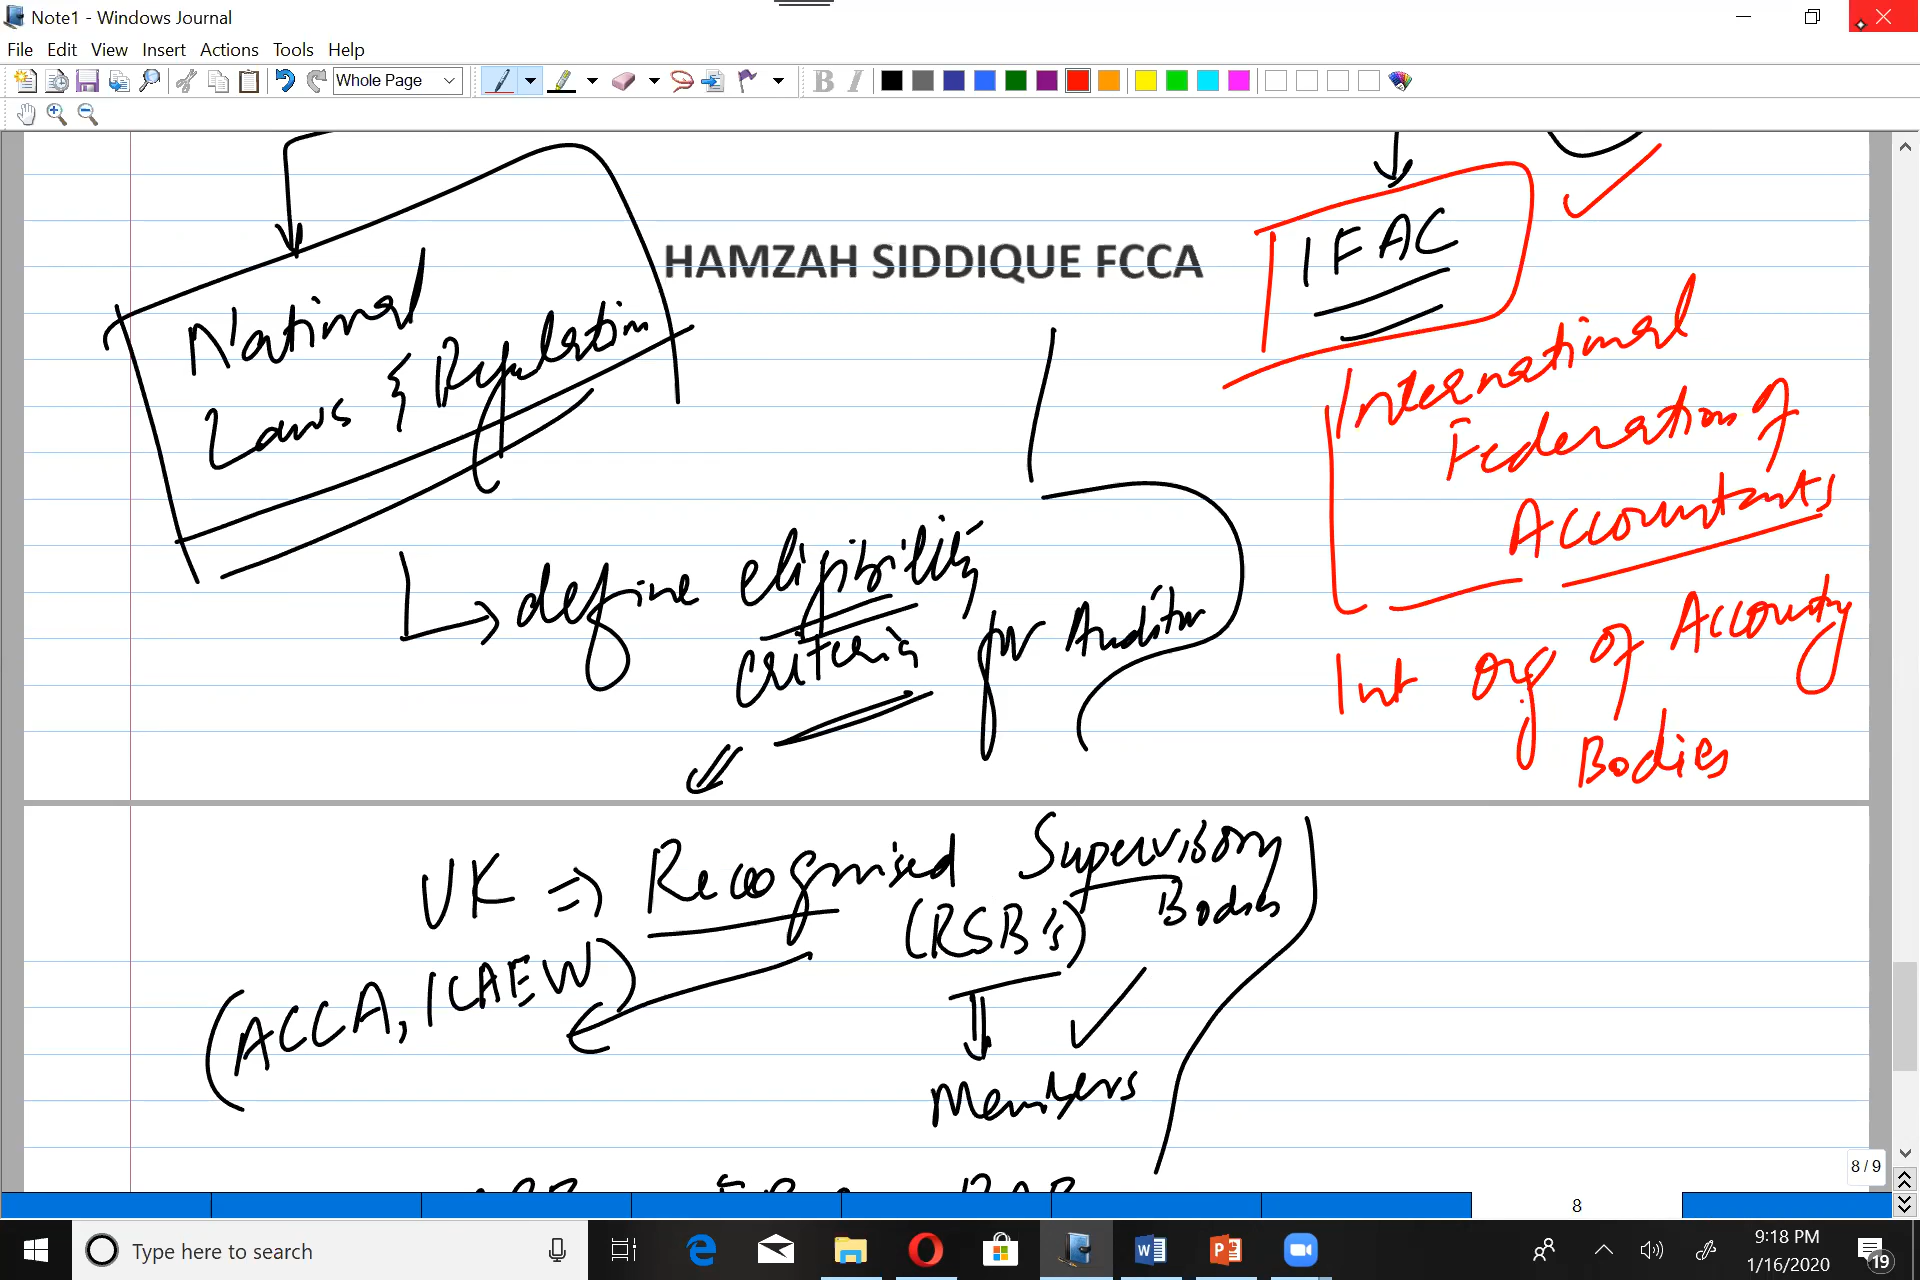 Note1 - Windows Journal
File Edit View Insert Actions Tools Help
Whole Page
B I
IFAC
HAMZAH SIDDIQUE FCCA
National
Laws & Regulation
International
Federation of
Accountants
define eligibility
criteria for Auditor
Int org of Accounty
Bodies
UK => Recognised Supervisory
Bodies
(RSB's)
(ACCA, ICAEW)
Members
8 / 9
8
Type here to search
9:18 PM
1/16/2020
19